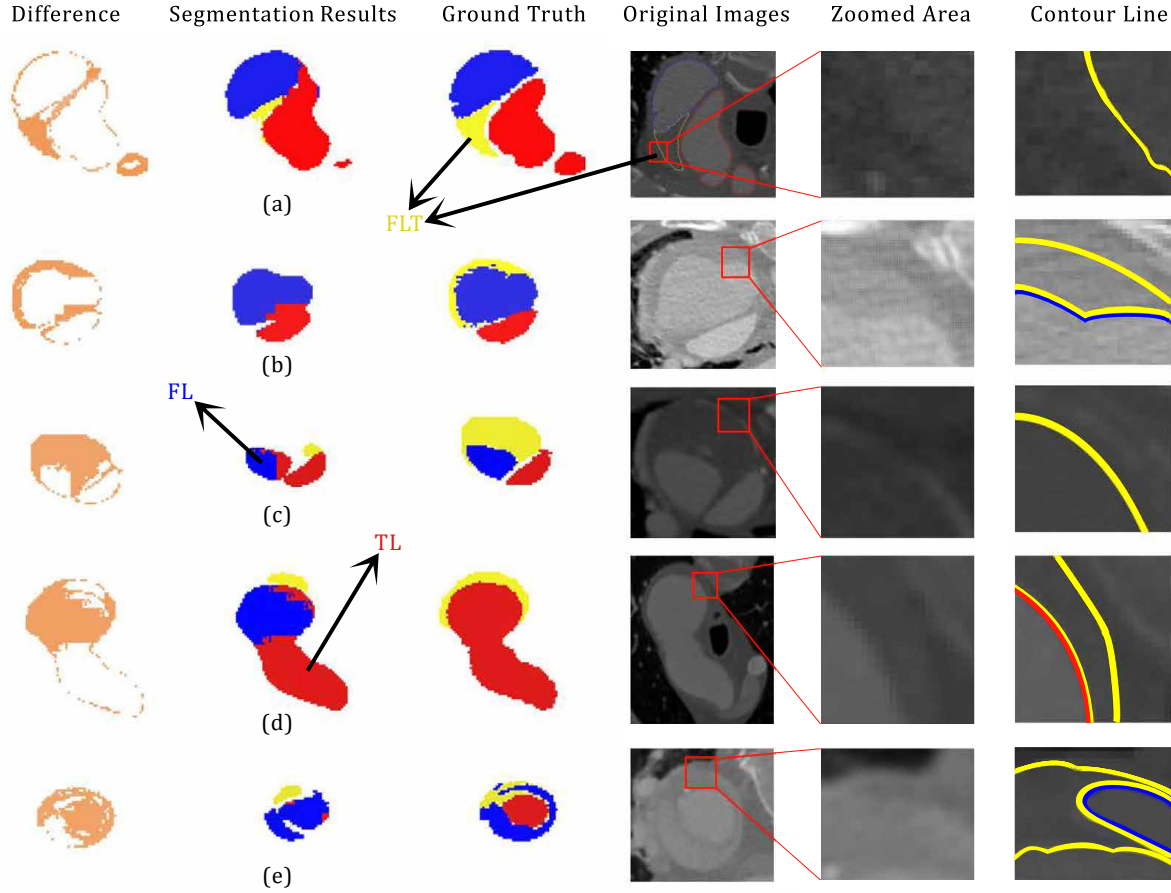 Difference
Segmentation Results
Ground Truth
Original Images
Zoomed Area
Contour Line
(a)
FLT
(b)
FL
(c)
TL
(d)
(e)